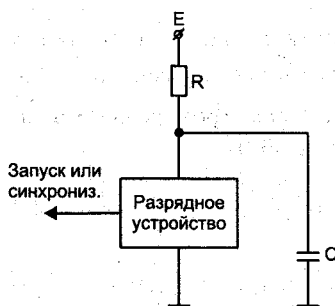 E
R
Запуск или
синхрониз.
Разрядное
устройство
C